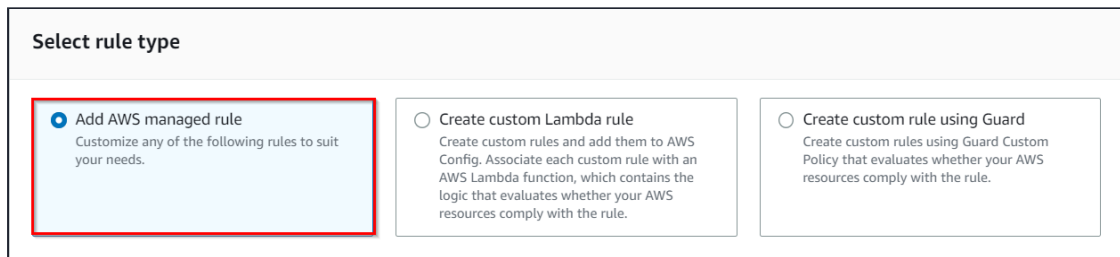 Select rule type
Add AWS managed rule
Customize any of the following rules to suit
your needs.
Create custom Lambda rule
Create custom rules and add them to AWS
Config. Associate each custom rule with an
AWS Lambda function, which contains the
logic that evaluates whether your AWS
resources comply with the rule.
Create custom rule using Guard
Create custom rules using Guard Custom
Policy that evaluates whether your AWS
resources comply with the rule.